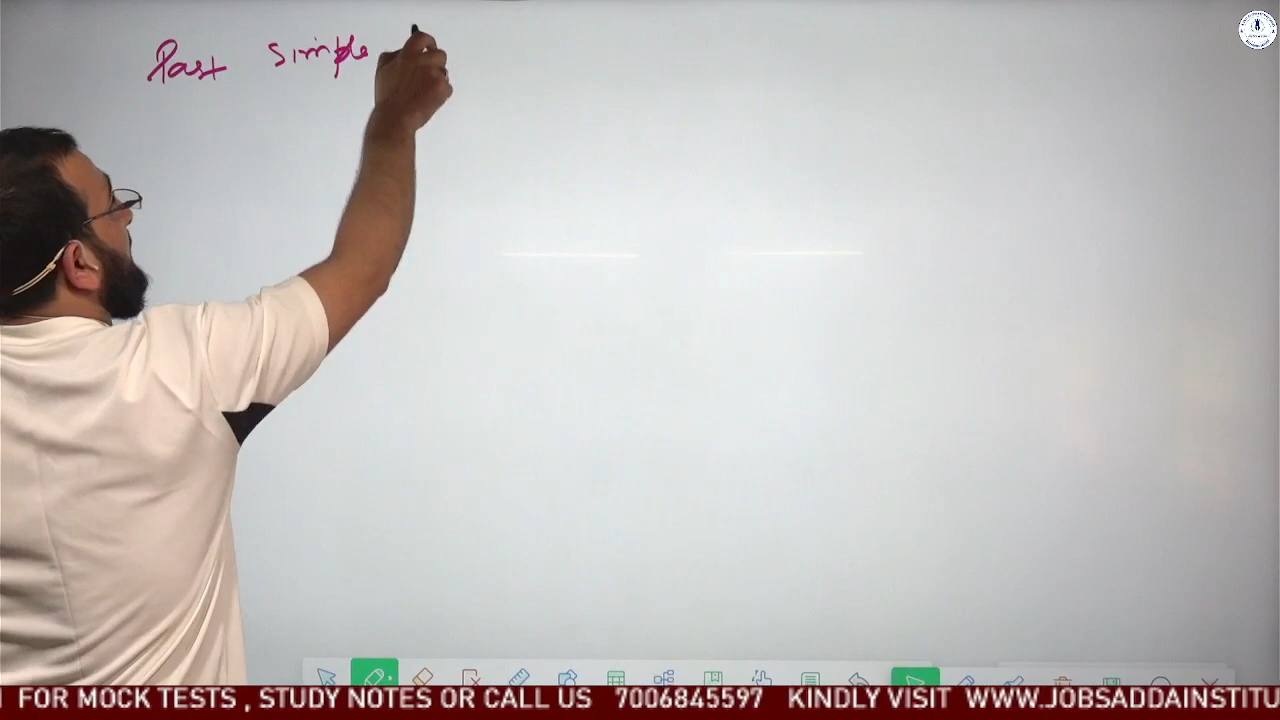 Past Simple
FOR MOCK TESTS , STUDY NOTES OR CALL US 7006845597 KINDLY VISIT WWW.JOBSADDAINSTITU